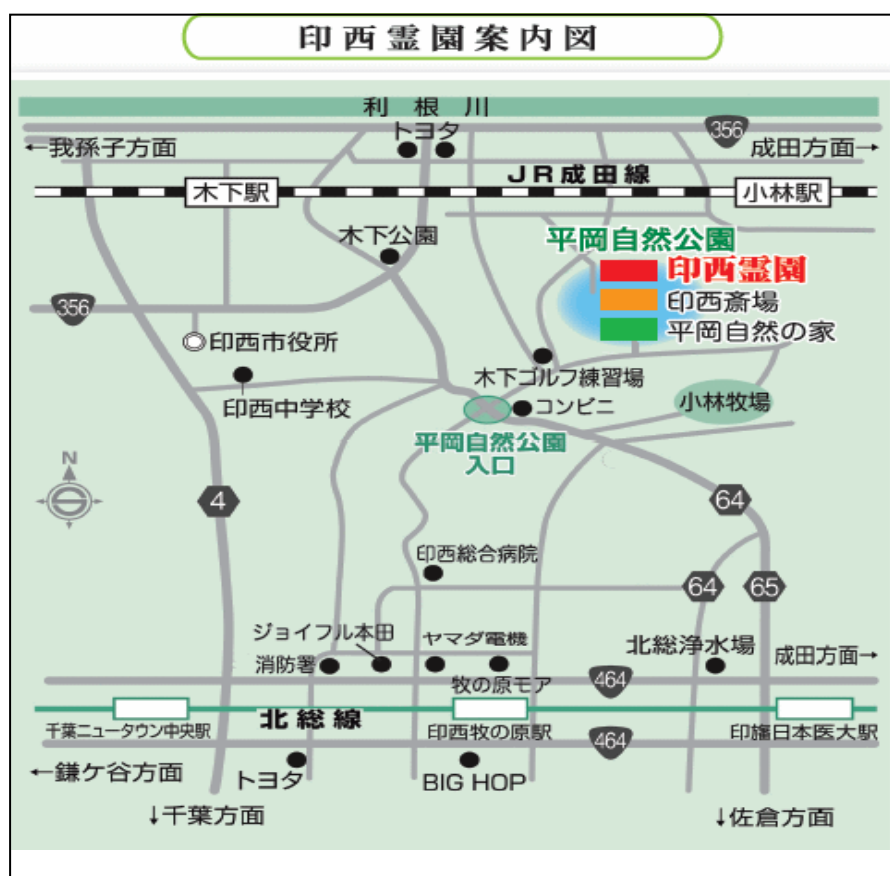 印西霊園案内図
利根川
トヨタ
356
←我孫子方面
成田方面→
JR成田線
木下駅
小林駅
木下公園
平岡自然公園
印西霊園
印西斎場
平岡自然の家
356
印西市役所
木下ゴルフ練習場
印西中学校
コンビニ
小林牧場
平岡自然公園
入口
N
4
64
印西総合病院
64
65
ジョイフル本田
ヤマダ電機
北総浄水場
消防署
成田方面→
牧の原モア
464
北総線
千葉ニュータウン中央駅
印西牧の原駅
印旛日本医大駅
464
←鎌ケ谷方面
トヨタ
BIG HOP
↓千葉方面
↓佐倉方面